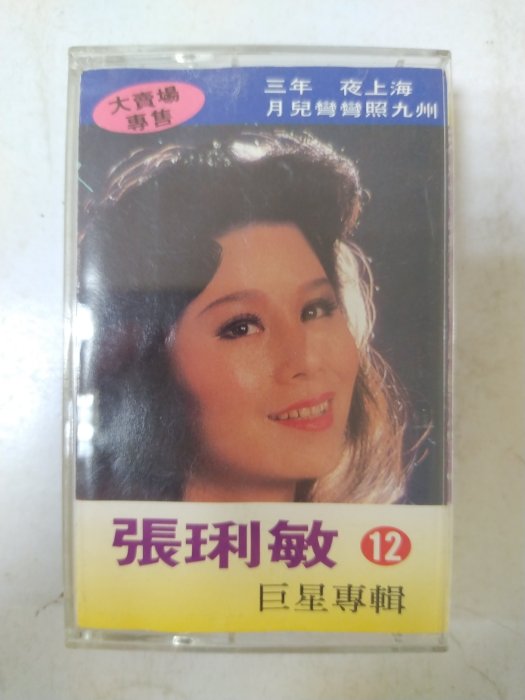 大賣場
專售
三年 夜上海
月兒彎彎照九州
張琍敏 12
巨星專輯